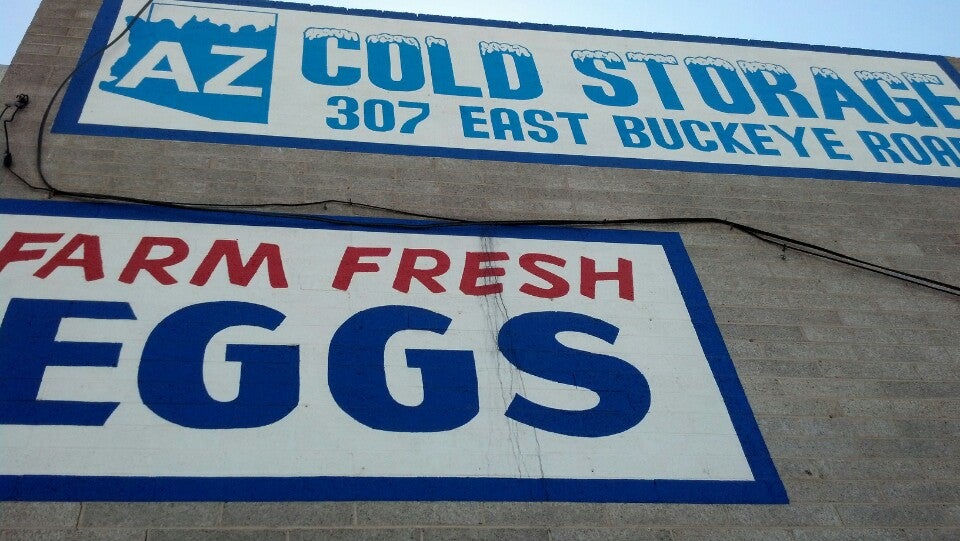 AZ COLD STORAGE
307 EAST BUCKEYE ROAD
FARM FRESH
EGGS